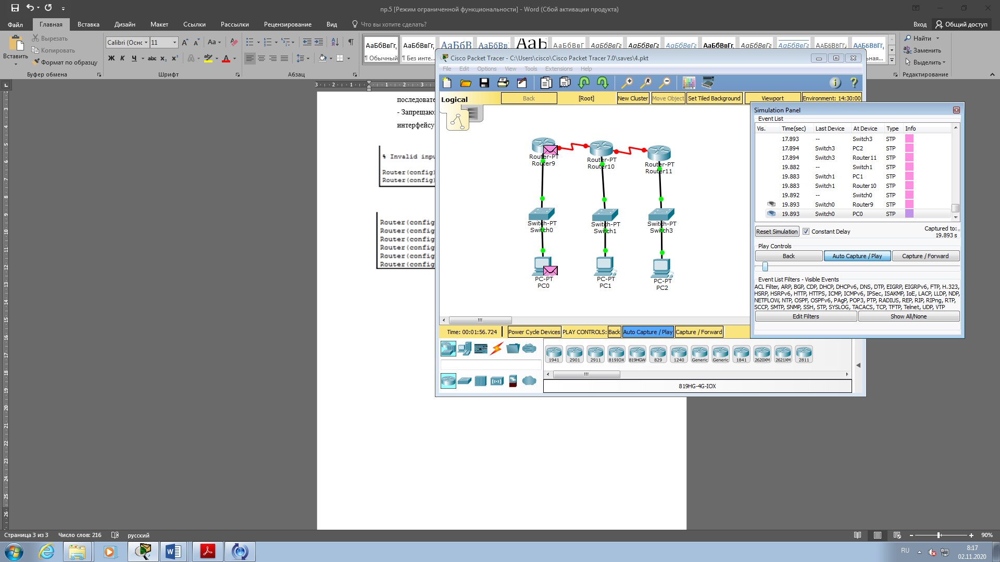 пр.5 [Режим ограниченной функциональности] - Word (Сбой активации продукта)
Файл Главная Вставка Дизайн Макет Ссылки Рассылки Рецензирование Вид Что вы хотите сделать? Вход Общий доступ
Вставить
Вырезать
Копировать
Формат по образцу
Буфер обмена
Calibri (Оснс 11
Ж К Ч abc x₂ x²
Шрифт
Абзац
АаБбВвГг, АаБбВвГг, АаБбВ АаБбВв АаБ АаБбВвГ АаБбВвГг АаБбВвГг АаБбВвГг АаБбВвГг, АаБбВвГг АаБбВвГг АаБбВвГг АаБбВвГг,
¶ Обычный ¶ Без инте...
Найти
Заменить
Выделить
Редактирование
последовате
- Запрещаю
интерфейсу
% Invalid inpu
Router(config)
Router(config)
Router(config
Router(config
Router(config
Router(config
Router(config
Router(config
Cisco Packet Tracer - C:\Users\cisco\Cisco Packet Tracer 7.0\saves\4.pkt
File Edit Options View Tools Extensions Help
Logical Back [Root] New Cluster Move Object Set Tiled Background Viewport Environment: 14:30:00
Router-PT
Router9
Router-PT
Router10
Router-PT
Router11
Switch-PT
Switch0
Switch-PT
Switch1
Switch-PT
Switch3
PC-PT
PC0
PC-PT
PC1
PC-PT
PC2
Time: 00:01:56.724 Power Cycle Devices PLAY CONTROLS: Back Auto Capture / Play Capture / Forward
1941 2901 2911 819IOX 819HGW 829 1240 Generic Generic 1841 2620XM 2621XM 2811
819HG-4G-IOX
Simulation Panel
Event List
Vis. Time(sec) Last Device At Device Type Info
17.893 -- Switch3 STP
17.894 Switch3 PC2 STP
17.894 Switch3 Router11 STP
19.882 -- Switch1 STP
19.883 Switch1 PC1 STP
19.883 Switch1 Router10 STP
19.892 -- Switch0 STP
19.893 Switch0 Router9 STP
19.893 Switch0 PC0 STP
Reset Simulation Constant Delay Captured to:
19.893 s
Play Controls
Back Auto Capture / Play Capture / Forward
Event List Filters - Visible Events
ACL Filter, ARP, BGP, CDP, DHCP, DHCPv6, DNS, DTP, EIGRP, EIGRPv6, FTP, H.323,
HSRP, HSRPv6, HTTP, HTTPS, ICMP, ICMPv6, IPSec, ISAKMP, IoE, LACP, LLDP, NDP,
NETFLOW, NTP, OSPF, OSPFv6, PAgP, POP3, PTP, RADIUS, REP, RIP, RIPng, RTP,
SCCP, SMTP, SNMP, SSH, STP, SYSLOG, TACACS, TCP, TFTP, Telnet, UDP, VTP
Edit Filters Show All/None
Страница 3 из 3 Число слов: 216 русский 90%
RU 8:17
02.11.2020